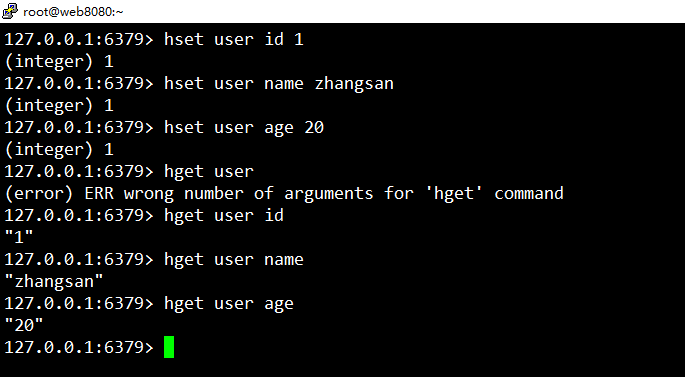 root@web8080:~
127.0.0.1:6379> hset user id 1
(integer) 1
127.0.0.1:6379> hset user name zhangsan
(integer) 1
127.0.0.1:6379> hset user age 20
(integer) 1
127.0.0.1:6379> hget user
(error) ERR wrong number of arguments for 'hget' command
127.0.0.1:6379> hget user id
"1"
127.0.0.1:6379> hget user name
"zhangsan"
127.0.0.1:6379> hget user age
"20"
127.0.0.1:6379>